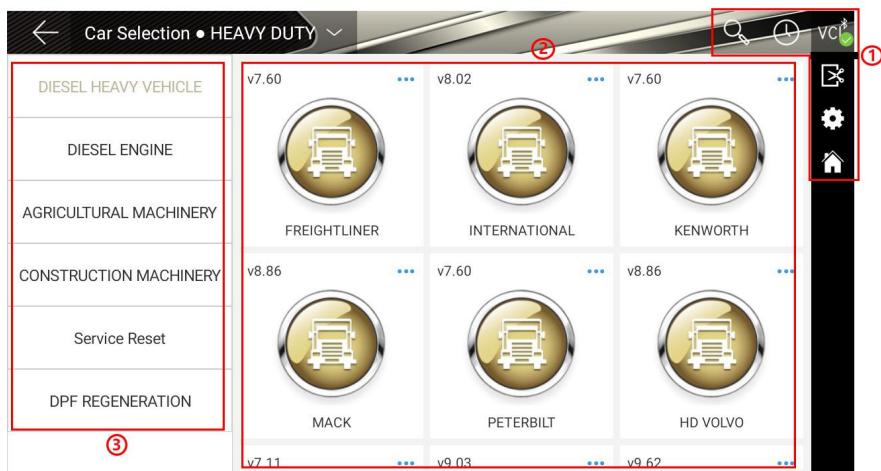 Car Selection ● HEAVY DUTY
VCI
①
②
DIESEL HEAVY VEHICLE
DIESEL ENGINE
AGRICULTURAL MACHINERY
CONSTRUCTION MACHINERY
Service Reset
DPF REGENERATION
③
v7.60
FREIGHTLINER
v8.02
INTERNATIONAL
v7.60
KENWORTH
v8.86
MACK
v7.60
PETERBILT
v8.86
HD VOLVO
v7.11
v9.03
v9.62